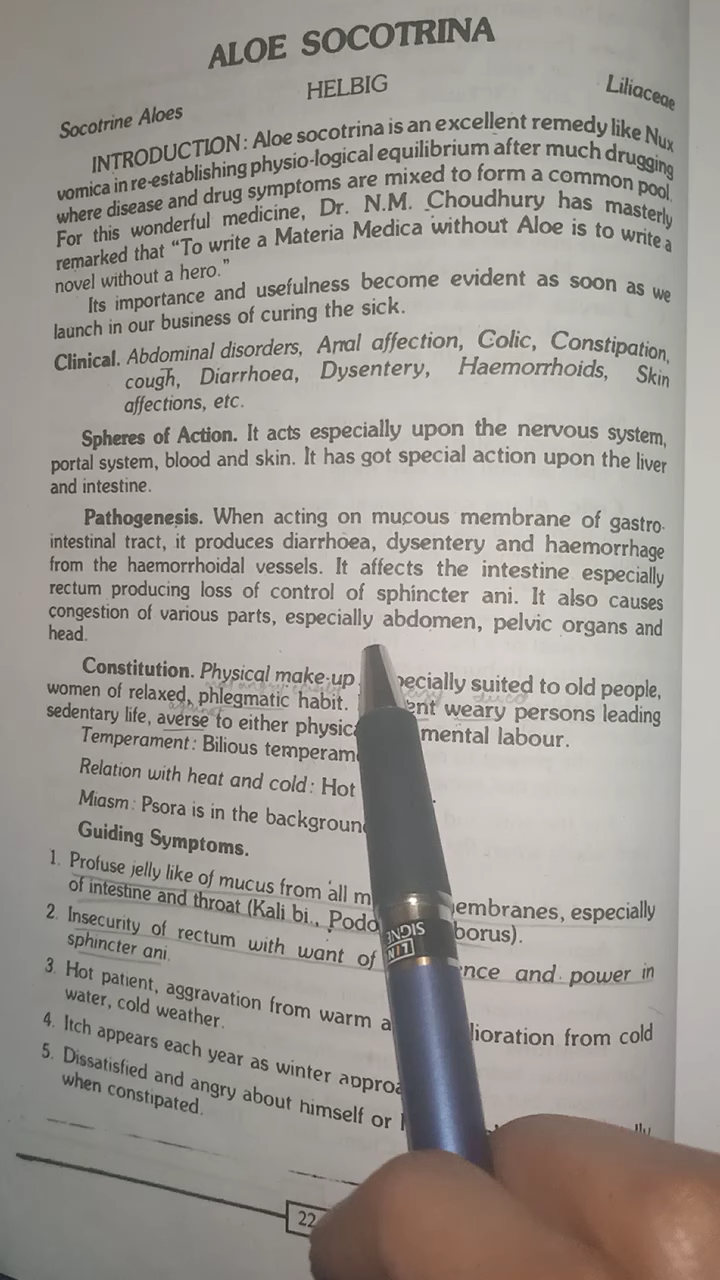 ALOE SOCOTRINA
HELBIG
Socotrine Aloes Liliaceae
INTRODUCTION: Aloe socotrina is an excellent remedy like Nux
vomica in re-establishing physio-logical equilibrium after much drugging
where disease and drug symptoms are mixed to form a common pool.
For this wonderful medicine, Dr. N.M. Choudhury has masterly
remarked that “To write a Materia Medica without Aloe is to write a
novel without a hero.”
Its importance and usefulness become evident as soon as we
launch in our business of curing the sick.
Clinical. Abdominal disorders, Anal affection, Colic, Constipation,
cough, Diarrhoea, Dysentery, Haemorrhoids, Skin
affections, etc.
Spheres of Action. It acts especially upon the nervous system,
portal system, blood and skin. It has got special action upon the liver
and intestine.
Pathogenesis. When acting on mucous membrane of gastro-
intestinal tract, it produces diarrhoea, dysentery and haemorrhage
from the haemorrhoidal vessels. It affects the intestine especially
rectum producing loss of control of sphincter ani. It also causes
congestion of various parts, especially abdomen, pelvic organs and
head.
Constitution. Physical make-up pecially suited to old people,
women of relaxed, phlegmatic habit. ent weary persons leading
sedentary life, averse to either physic mental labour.
Temperament: Bilious temperam
Relation with heat and cold: Hot
Miasm: Psora is in the backgroun
Guiding Symptoms.
1. Profuse jelly like of mucus from all m embranes, especially
of intestine and throat (Kali bi., Podo borus).
2. Insecurity of rectum with want of nce and power in
sphincter ani.
3. Hot patient, aggravation from warm a lioration from cold
water, cold weather.
4. Itch appears each year as winter approa
5. Dissatisfied and angry about himself or
when constipated.
22
LIN
SIGNE